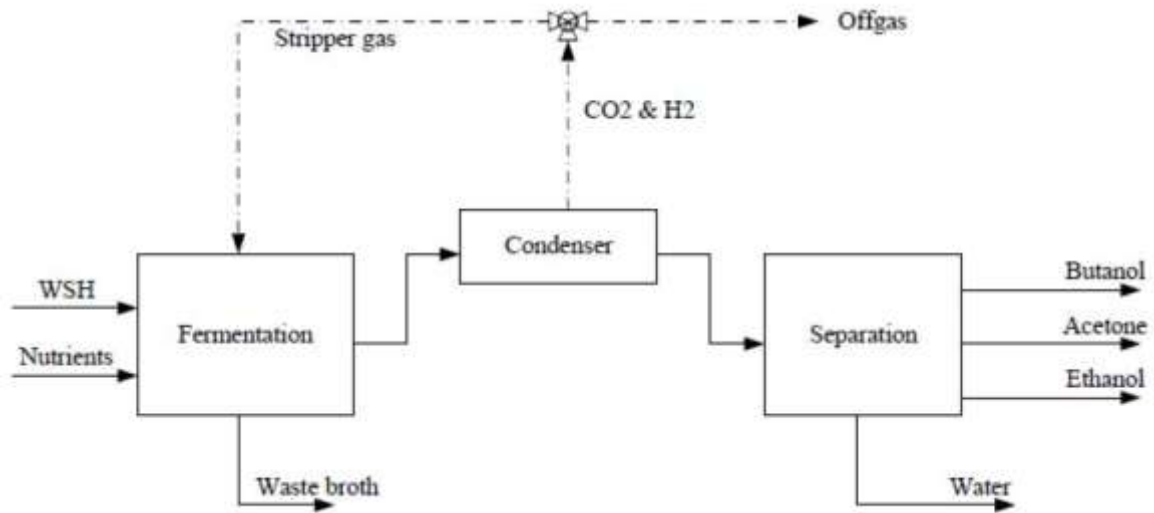 Stripper gas
Offgas
CO2 & H2
Condenser
WSH
Fermentation
Nutrients
Separation
Butanol
Acetone
Ethanol
Waste broth
Water